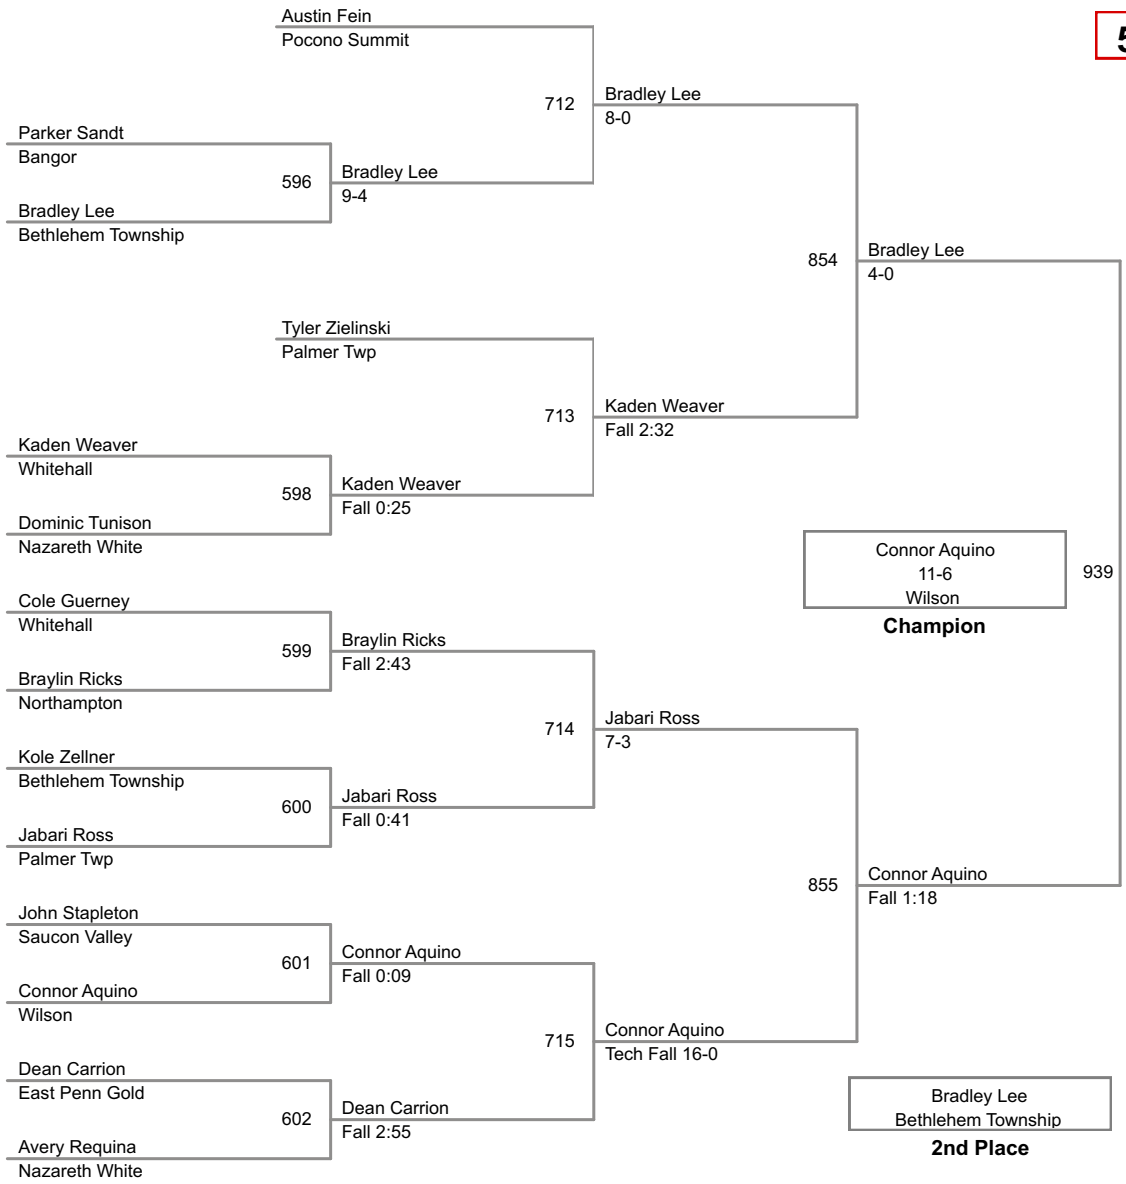 Austin Fein
Pocono Summit
5
712
Bradley Lee
8-0
Parker Sandt
Bangor
596
Bradley Lee
9-4
Bradley Lee
Bethlehem Township
854
Bradley Lee
4-0
Tyler Zielinski
Palmer Twp
713
Kaden Weaver
Fall 2:32
Kaden Weaver
Whitehall
598
Kaden Weaver
Fall 0:25
Dominic Tunison
Nazareth White
Connor Aquino
11-6
Wilson
Champion
939
Cole Guerney
Whitehall
599
Braylin Ricks
Fall 2:43
Braylin Ricks
Northampton
714
Jabari Ross
7-3
Kole Zellner
Bethlehem Township
600
Jabari Ross
Fall 0:41
Jabari Ross
Palmer Twp
855
Connor Aquino
Fall 1:18
John Stapleton
Saucon Valley
601
Connor Aquino
Fall 0:09
Connor Aquino
Wilson
715
Connor Aquino
Tech Fall 16-0
Dean Carrion
East Penn Gold
602
Dean Carrion
Fall 2:55
Avery Requina
Nazareth White
Bradley Lee
Bethlehem Township
2nd Place